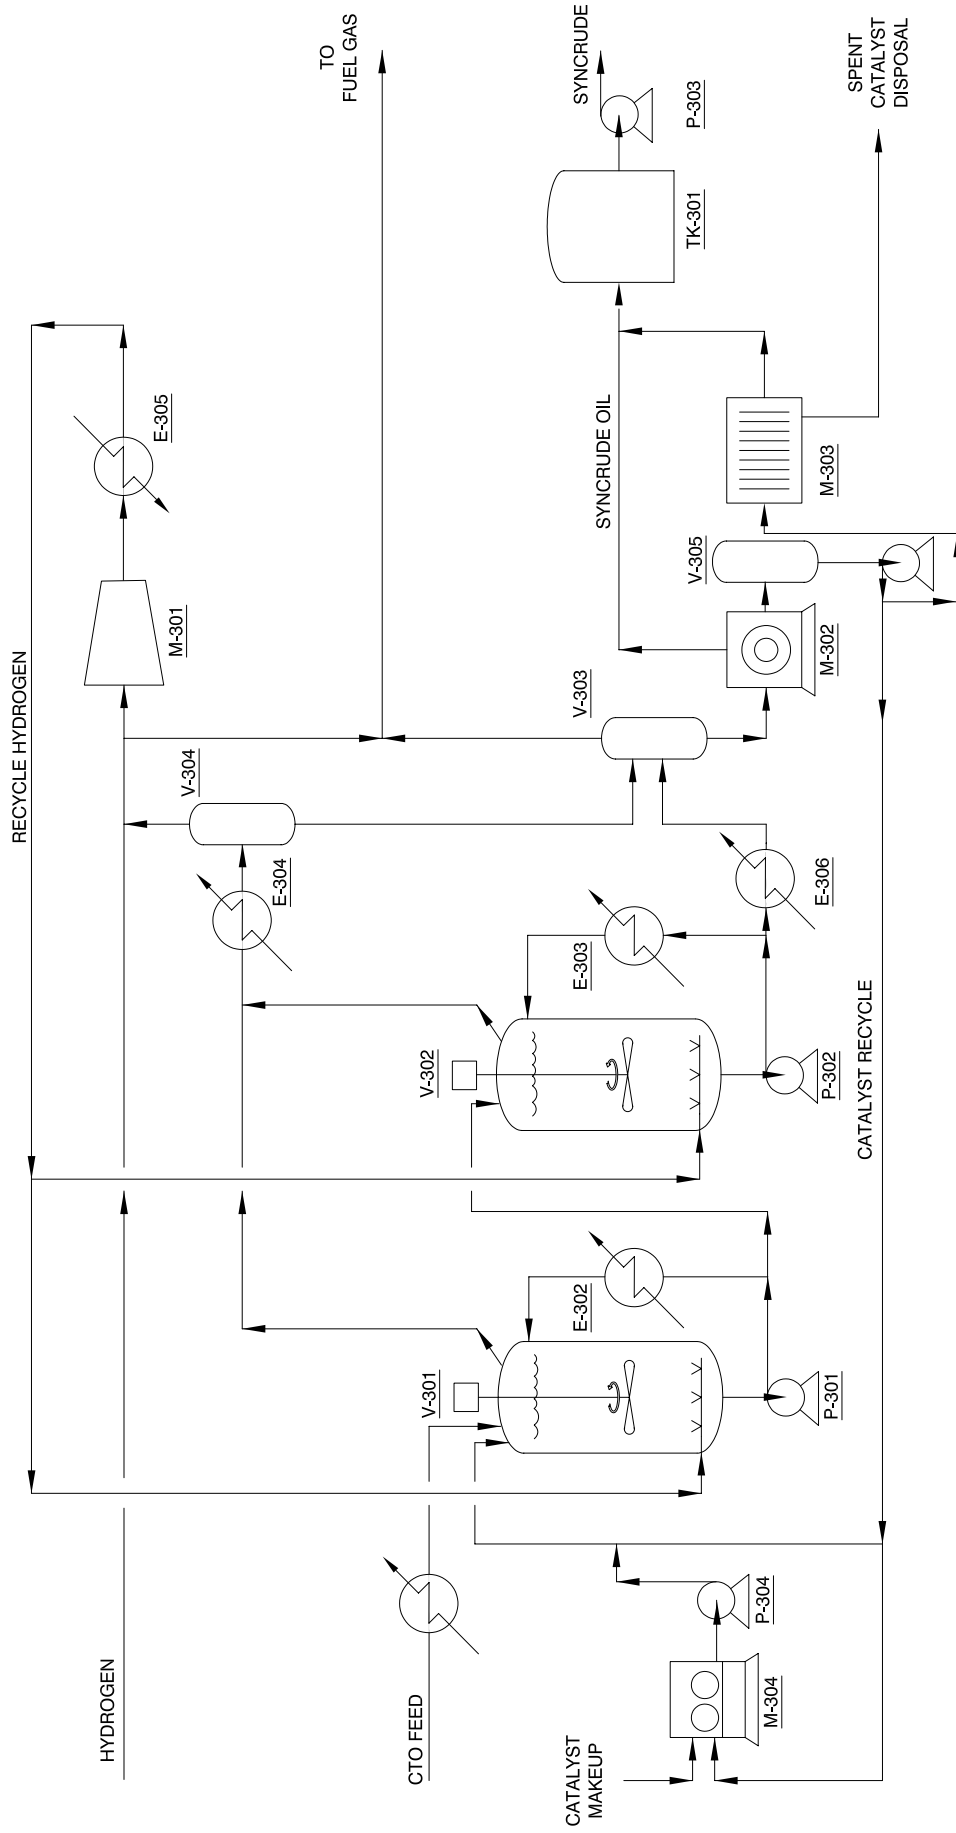 RECYCLE HYDROGEN
M-301
E-305
TO
FUEL GAS
HYDROGEN
V-304
E-304
V-303
CTO FEED
V-301
V-302
E-302
E-303
SYNCRUDE OIL
SYNCRUDE
P-303
TK-301
V-305
M-302
M-303
SPENT
CATALYST
DISPOSAL
E-306
P-301
P-302
CATALYST RECYCLE
CATALYST
MAKEUP
M-304
P-304